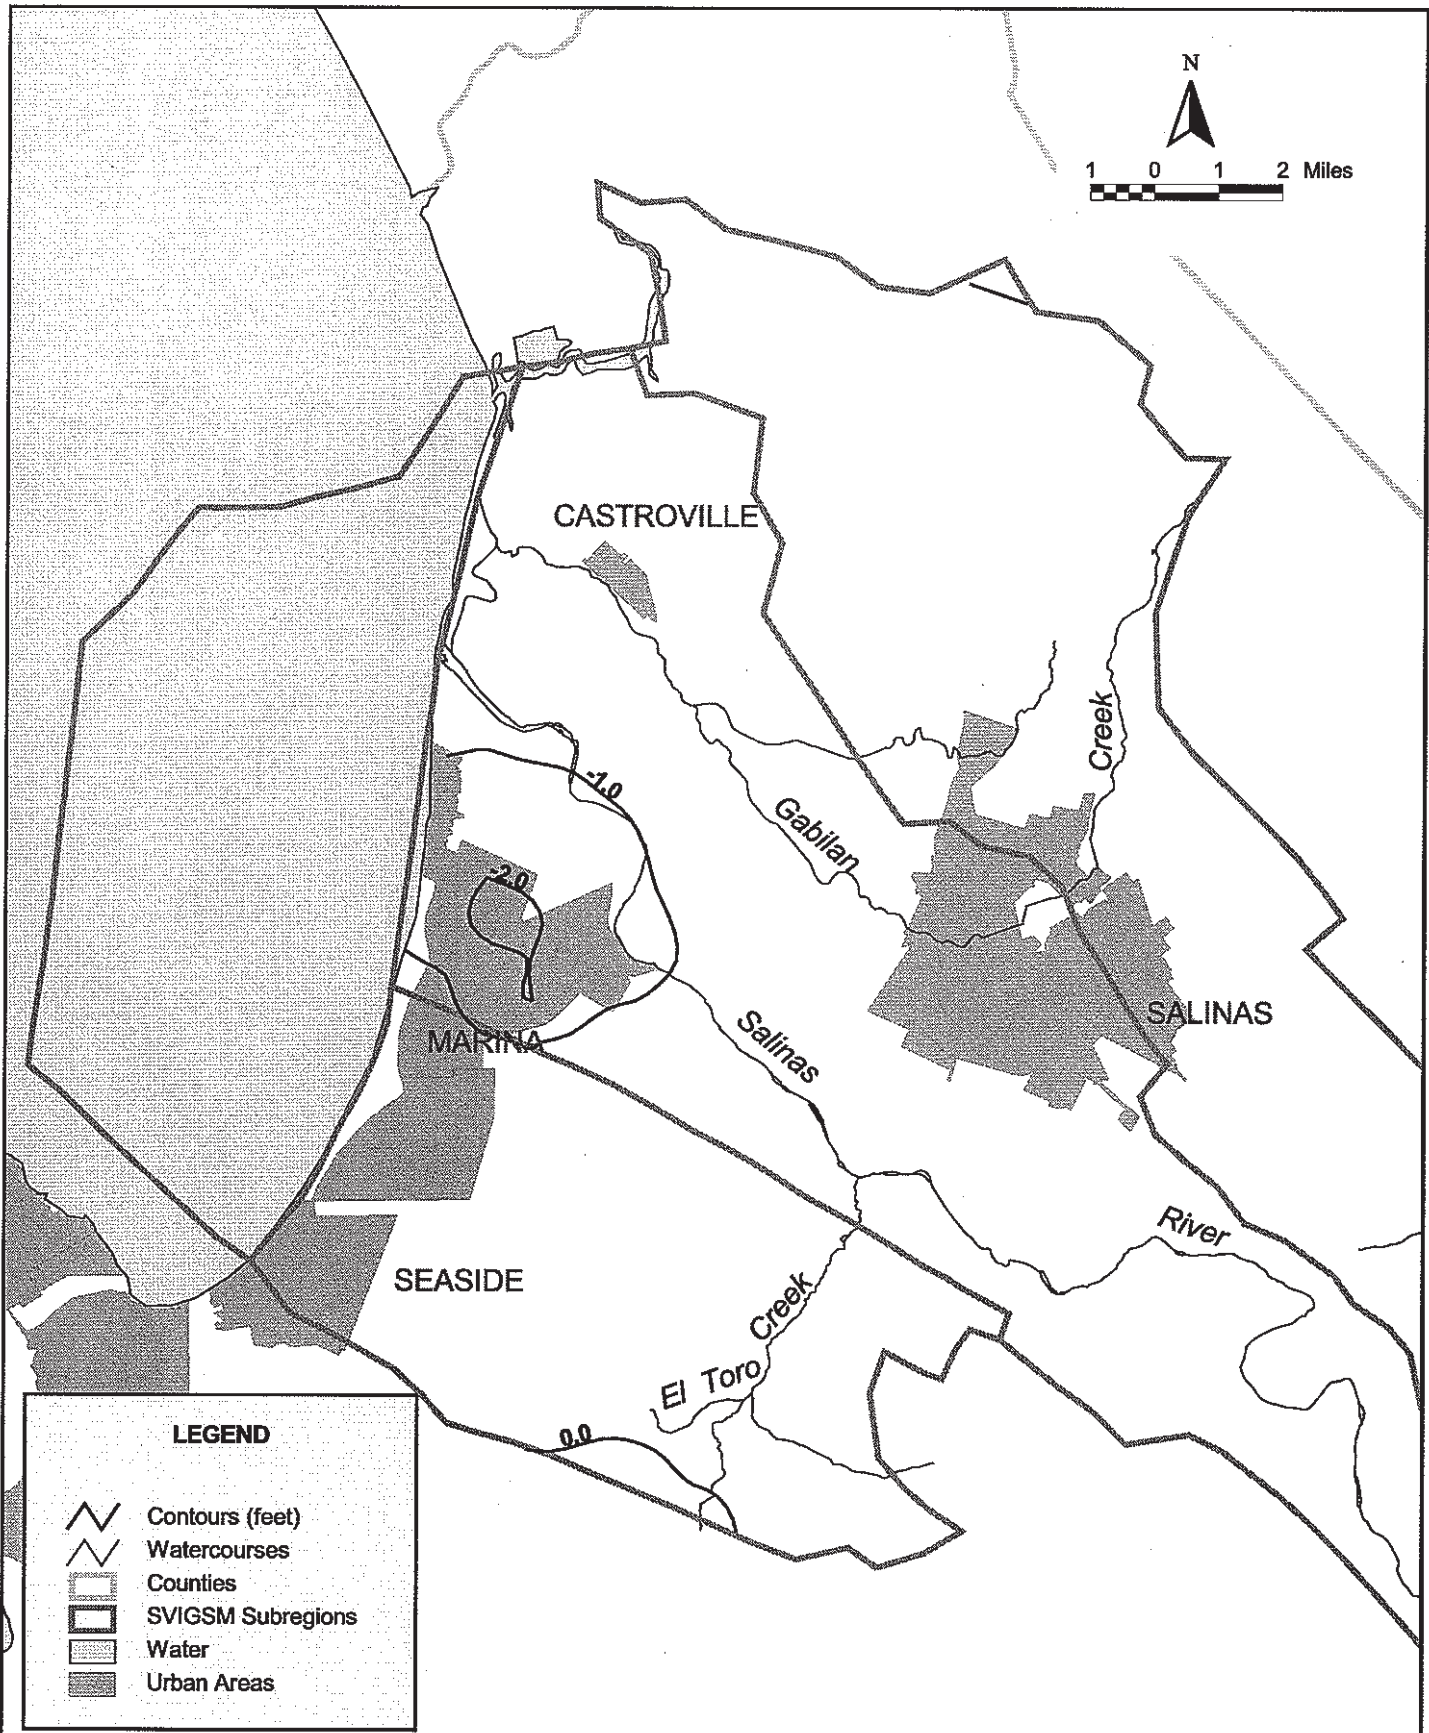 N
1 0 1 2 Miles
CASTROVILLE
Creek
-1.0
Gabilan
-2.0
SALINAS
MARINA
Salinas
River
SEASIDE
Creek
El Toro
0.0
LEGEND
Contours (feet)
Watercourses
Counties
SVIGSM Subregions
Water
Urban Areas